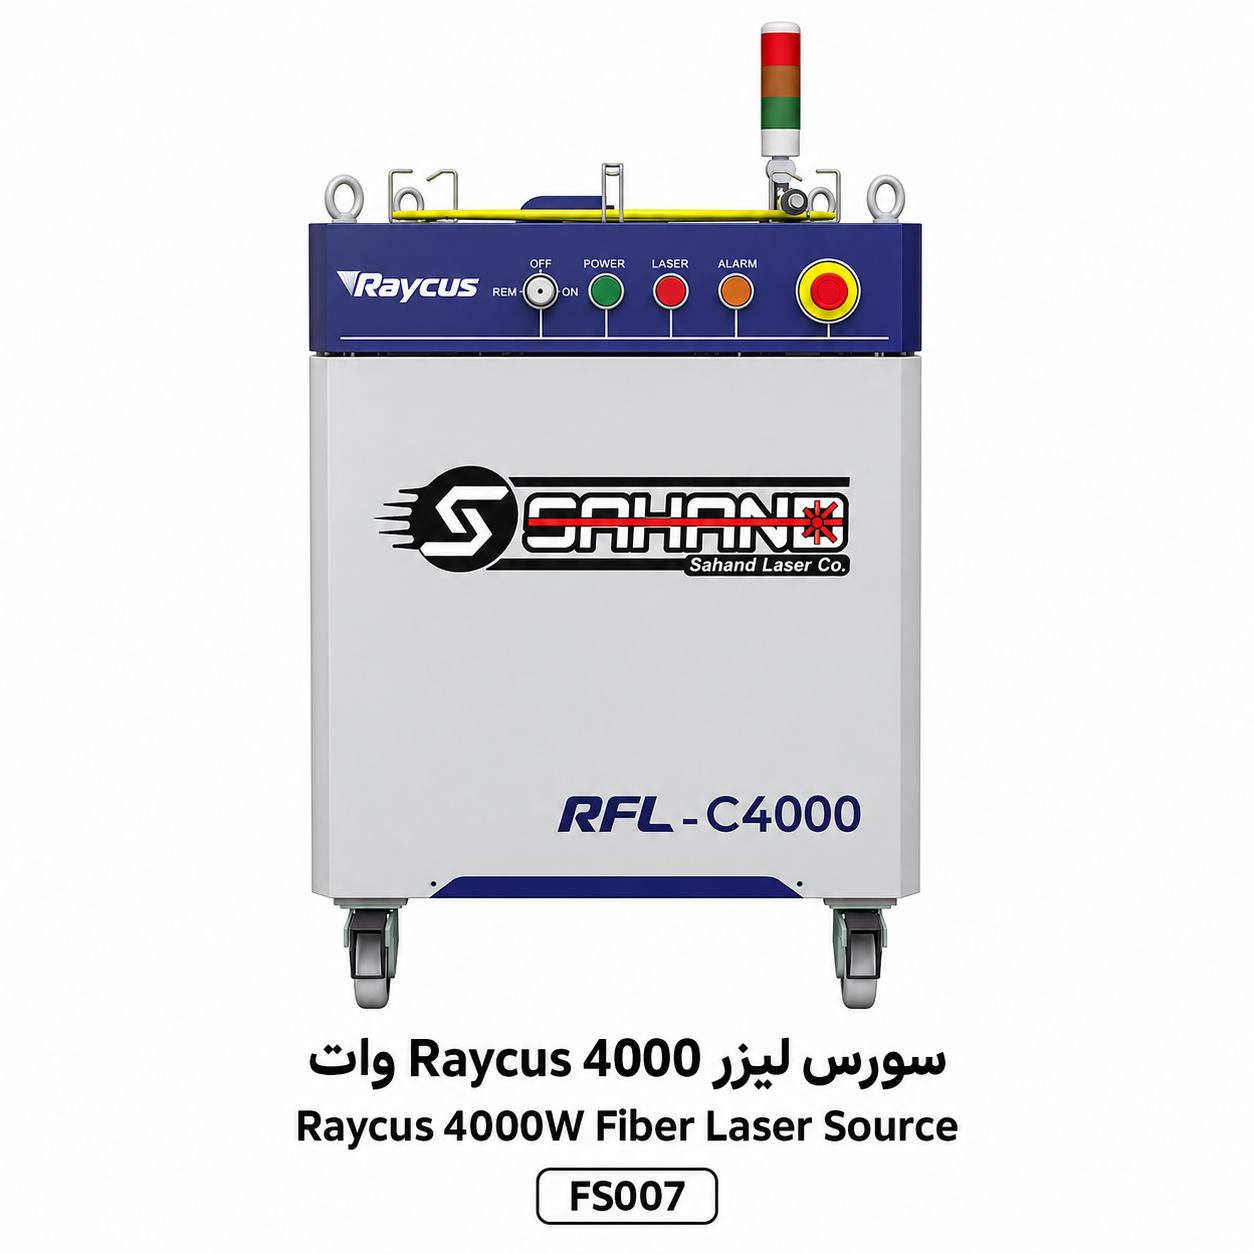 Raycus
OFF
REM
ON
POWER
LASER
ALARM
S SAHAND
Sahand Laser Co.
RFL - C4000
سورس لیزر Raycus 4000 وات
Raycus 4000W Fiber Laser Source
FS007